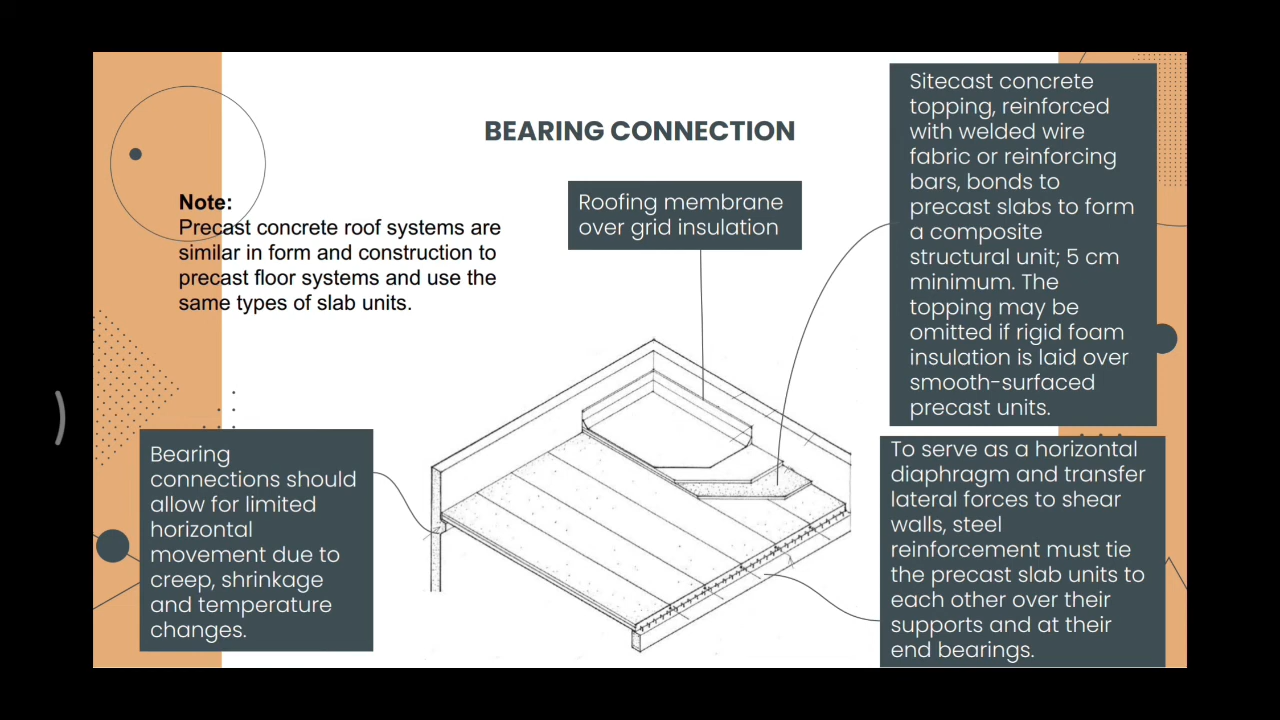 BEARING CONNECTION
Note:
Precast concrete roof systems are
similar in form and construction to
precast floor systems and use the
same types of slab units.
Roofing membrane
over grid insulation
Sitecast concrete
topping, reinforced
with welded wire
fabric or reinforcing
bars, bonds to
precast slabs to form
a composite
structural unit; 5 cm
minimum. The
topping may be
omitted if rigid foam
insulation is laid over
smooth-surfaced
precast units.
Bearing
connections should
allow for limited
horizontal
movement due to
creep, shrinkage
and temperature
changes.
To serve as a horizontal
diaphragm and transfer
lateral forces to shear
walls, steel
reinforcement must tie
the precast slab units to
each other over their
supports and at their
end bearings.